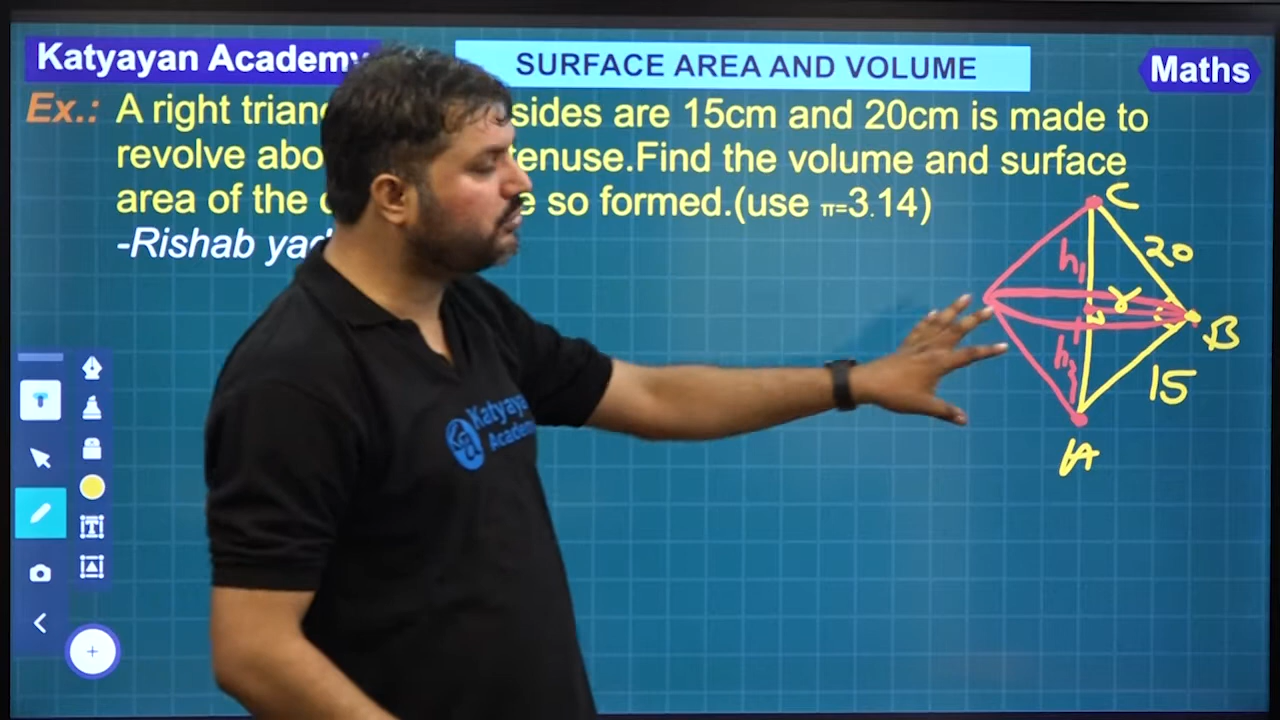 Katyayan Academy
SURFACE AREA AND VOLUME
Maths
Ex.: A right trian sides are 15cm and 20cm is made to
revolve abo tenuse.Find the volume and surface
area of the e so formed.(use π=3.14)
-Rishab yad
C
20
h1
r
B
h2
15
A
Katyayan
Academy